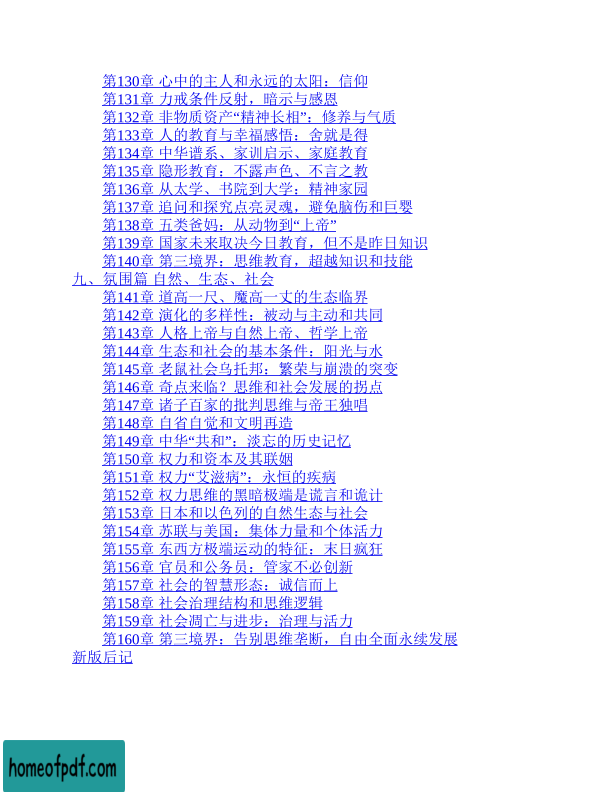 第130章 心中的主人和永远的太阳：信仰
第131章 力戒条件反射，暗示与感恩
第132章 非物质资产“精神长相”：修养与气质
第133章 人的教育与幸福感悟：舍就是得
第134章 中华谱系、家训启示、家庭教育
第135章 隐形教育：不露声色、不言之教
第136章 从太学、书院到大学：精神家园
第137章 追问和探究点亮灵魂，避免脑伤和巨婴
第138章 五类爸妈：从动物到“上帝”
第139章 国家未来取决今日教育，但不是昨日知识
第140章 第三境界：思维教育，超越知识和技能
九、氛围篇 自然、生态、社会
第141章 道高一尺、魔高一丈的生态临界
第142章 演化的多样性：被动与主动和共同
第143章 人格上帝与自然上帝、哲学上帝
第144章 生态和社会的基本条件：阳光与水
第145章 老鼠社会乌托邦：繁荣与崩溃的突变
第146章 奇点来临？思维和社会发展的拐点
第147章 诸子百家的批判思维与帝王独唱
第148章 自省自觉和文明再造
第149章 中华“共和”：淡忘的历史记忆
第150章 权力和资本及其联姻
第151章 权力“艾滋病”：永恒的疾病
第152章 权力思维的黑暗极端是谎言和诡计
第153章 日本和以色列的自然生态与社会
第154章 苏联与美国：集体力量和个体活力
第155章 东西方极端运动的特征：末日疯狂
第156章 官员和公务员：管家不必创新
第157章 社会的智慧形态：诚信而上
第158章 社会治理结构和思维逻辑
第159章 社会凋亡与进步：治理与活力
第160章 第三境界：告别思维垄断，自由全面永续发展
新版后记
homeofpdf.com